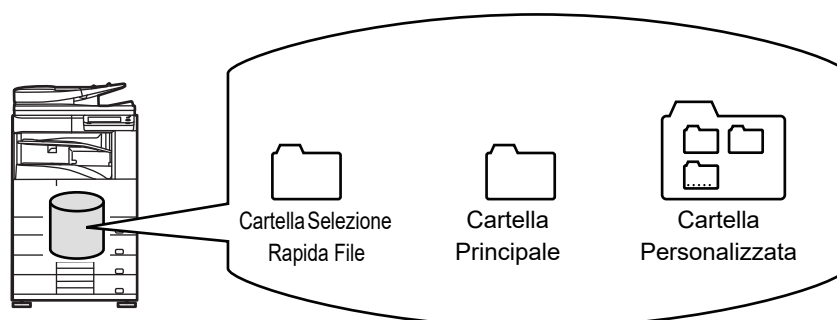 Cartella Selezione
Rapida File
Cartella
Principale
Cartella
Personalizzata